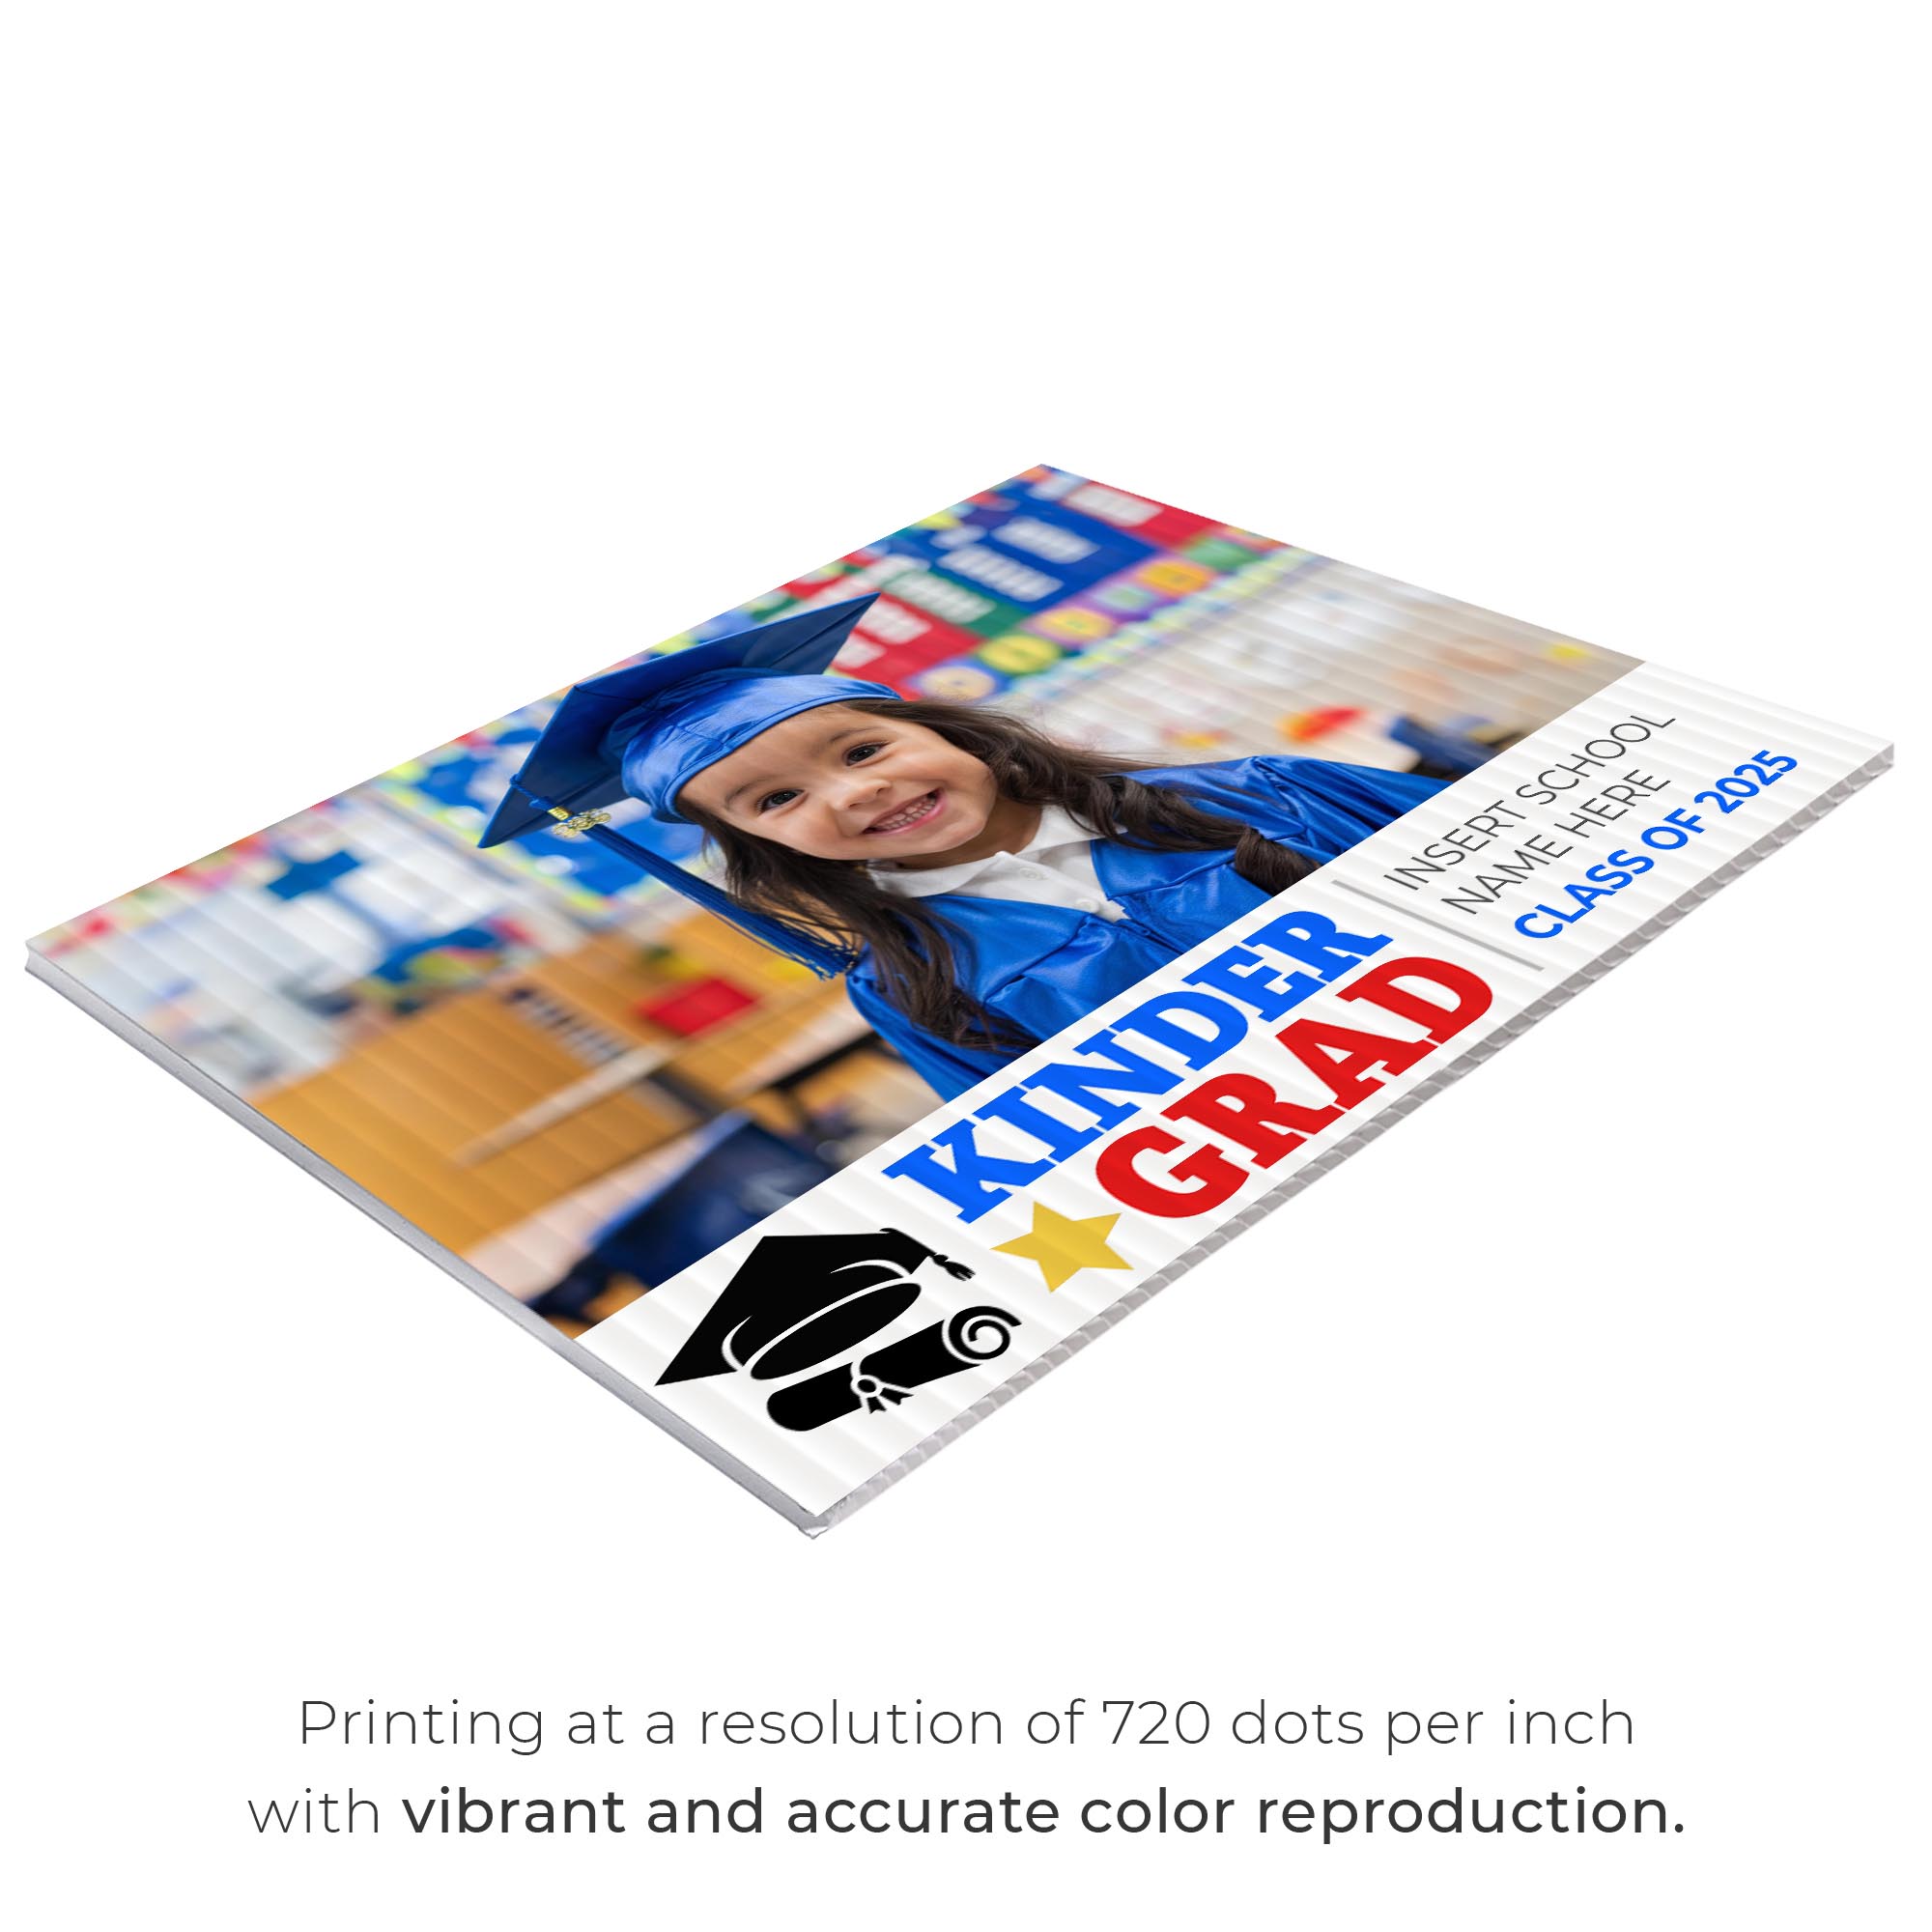 KINDER
GRAD
INSERT SCHOOL
NAME HERE
CLASS OF 2025
Printing at a resolution of 720 dots per inch
with vibrant and accurate color reproduction.